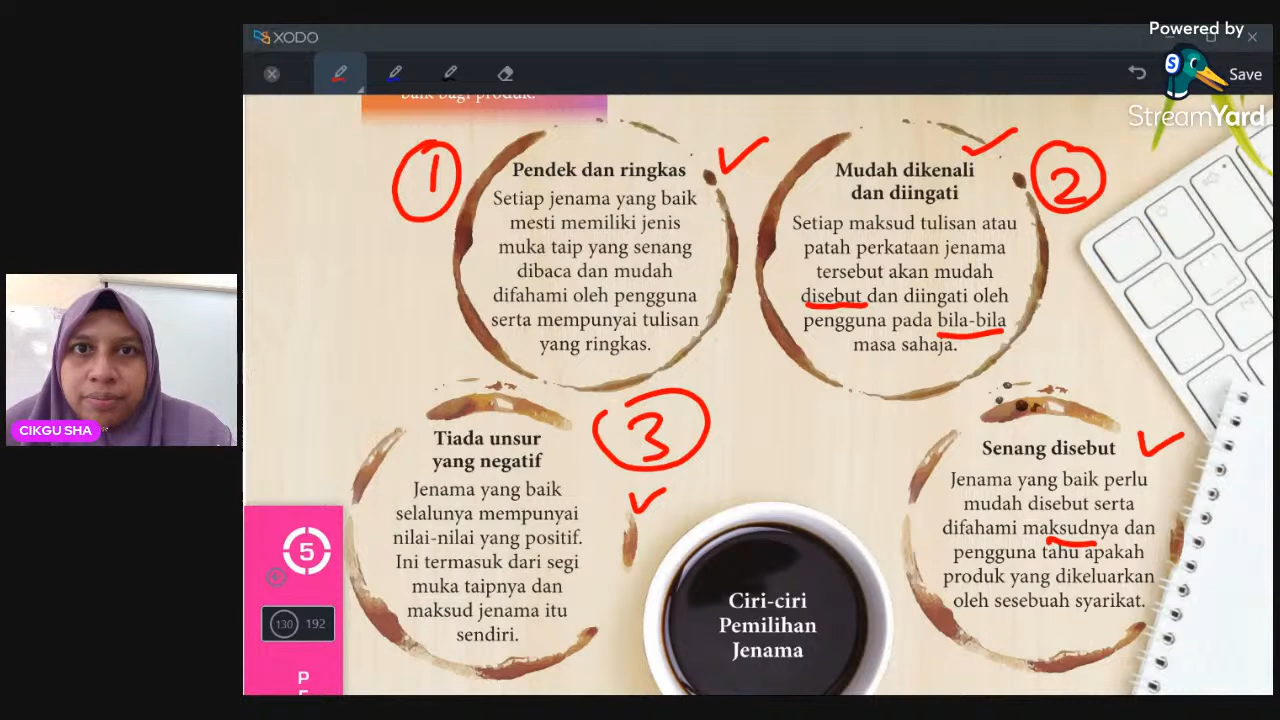 XODO
Powered by
S
Save
StreamYard
baik bagi produk.
1
Pendek dan ringkas
Setiap jenama yang baik
mesti memiliki jenis
muka taip yang senang
dibaca dan mudah
difahami oleh pengguna
serta mempunyai tulisan
yang ringkas.
Mudah dikenali
dan diingati
2
Setiap maksud tulisan atau
patah perkataan jenama
tersebut akan mudah
disebut dan diingati oleh
pengguna pada bila-bila
masa sahaja.
CIKGU SHA
3
Tiada unsur
yang negatif
Jenama yang baik
selalunya mempunyai
nilai-nilai yang positif.
Ini termasuk dari segi
muka taipnya dan
maksud jenama itu
sendiri.
Senang disebut
Jenama yang baik perlu
mudah disebut serta
difahami maksudnya dan
pengguna tahu apakah
produk yang dikeluarkan
oleh sesebuah syarikat.
Ciri-ciri
Pemilihan
Jenama
5
130 192
P